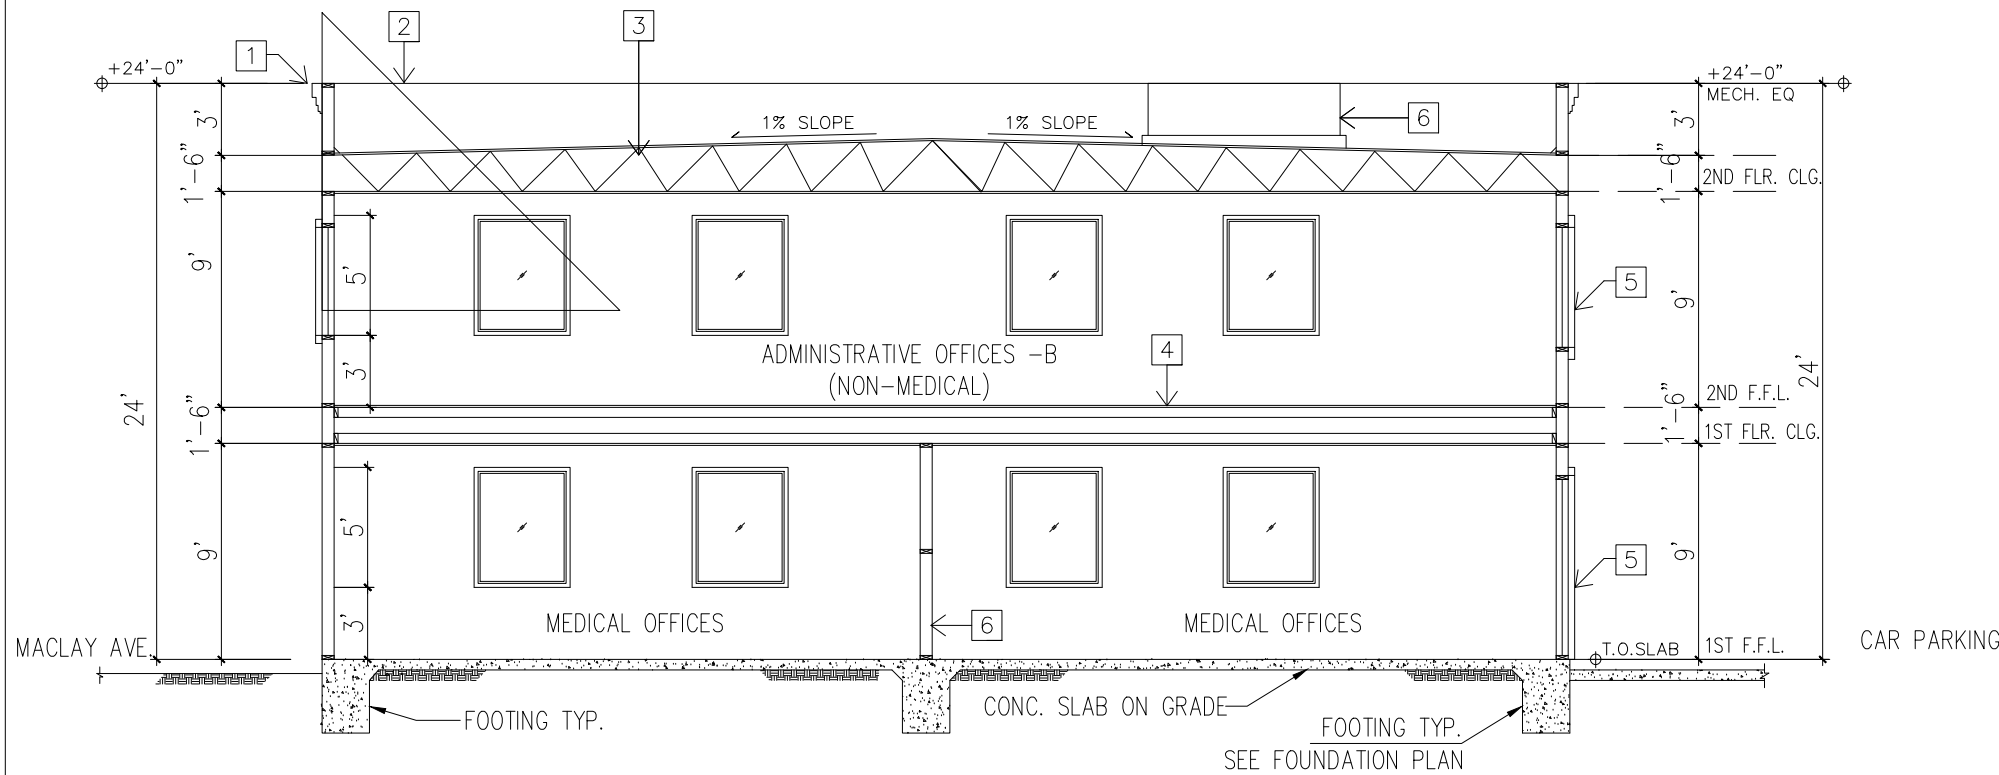 1
2
3
+24'-0"
+24'-0"
MECH. EQ
6
3'
1% SLOPE
1% SLOPE
3'
1'-6"
1'-6"
2ND FLR. CLG.
9'
5'
5
9'
3'
ADMINISTRATIVE OFFICES -B
(NON-MEDICAL)
4
24'
24'
2ND F.F.L.
1'-6"
1'-6"
1ST FLR. CLG.
9'
5'
5
9'
3'
MEDICAL OFFICES
6
MEDICAL OFFICES
MACLAY AVE.
T.O.SLAB
1ST F.F.L.
CAR PARKING
FOOTING TYP.
CONC. SLAB ON GRADE
FOOTING TYP.
SEE FOUNDATION PLAN